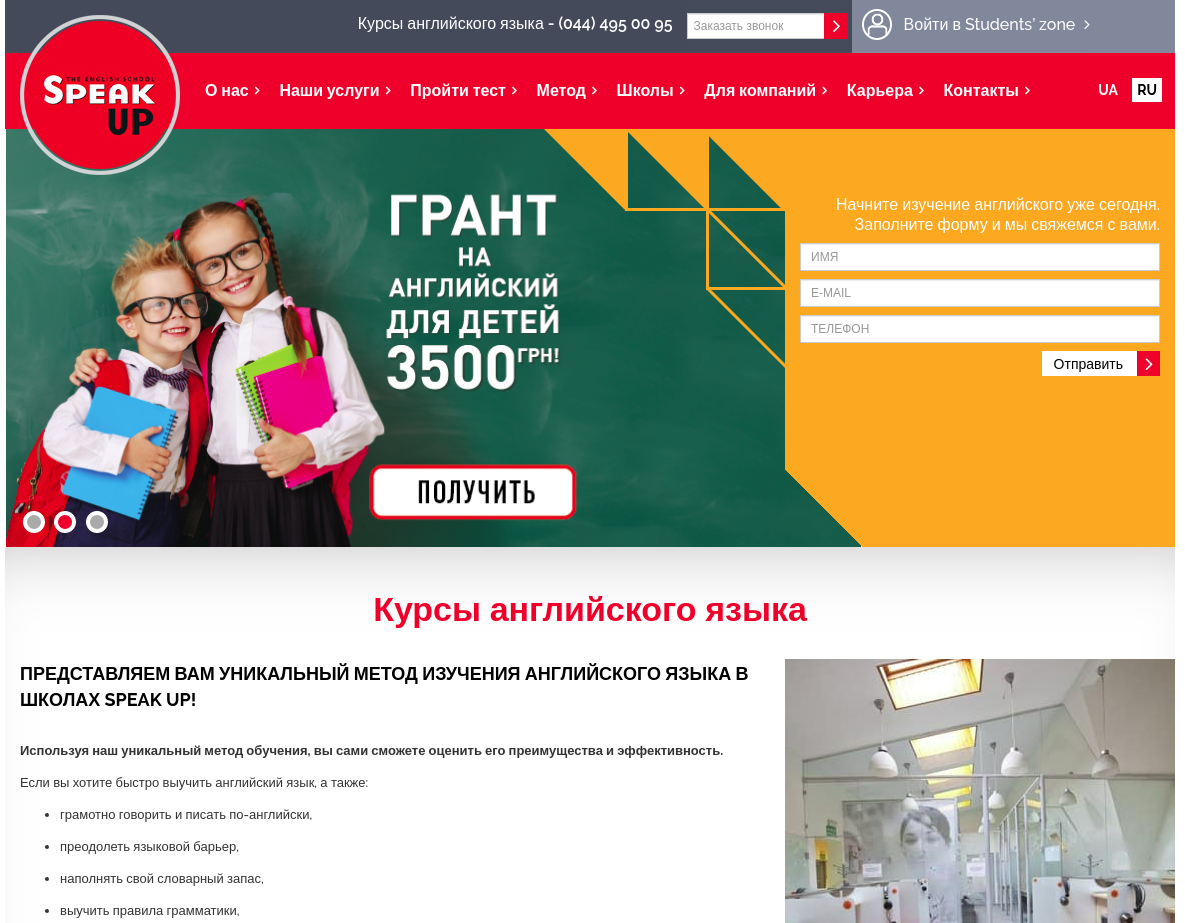 Курсы английского языка - (044) 495 00 95
Заказать звонок
Войти в Students' zone
THE ENGLISH SCHOOL
SPEAK
UP
О нас
Наши услуги
Пройти тест
Метод
Школы
Для компаний
Карьера
Контакты
UA
RU
ГРАНТ
НА
АНГЛИЙСКИЙ
ДЛЯ ДЕТЕЙ
3500ГРН!
ПОЛУЧИТЬ
Начните изучение английского уже сегодня.
Заполните форму и мы свяжемся с вами.
ИМЯ
E-MAIL
ТЕЛЕФОН
Отправить
Курсы английского языка
ПРЕДСТАВЛЯЕМ ВАМ УНИКАЛЬНЫЙ МЕТОД ИЗУЧЕНИЯ АНГЛИЙСКОГО ЯЗЫКА В
ШКОЛАХ SPEAK UP!
Используя наш уникальный метод обучения, вы сами сможете оценить его преимущества и эффективность.
Если вы хотите быстро выучить английский язык, а также:
грамотно говорить и писать по-английски,
преодолеть языковой барьер,
наполнять свой словарный запас,
выучить правила грамматики,